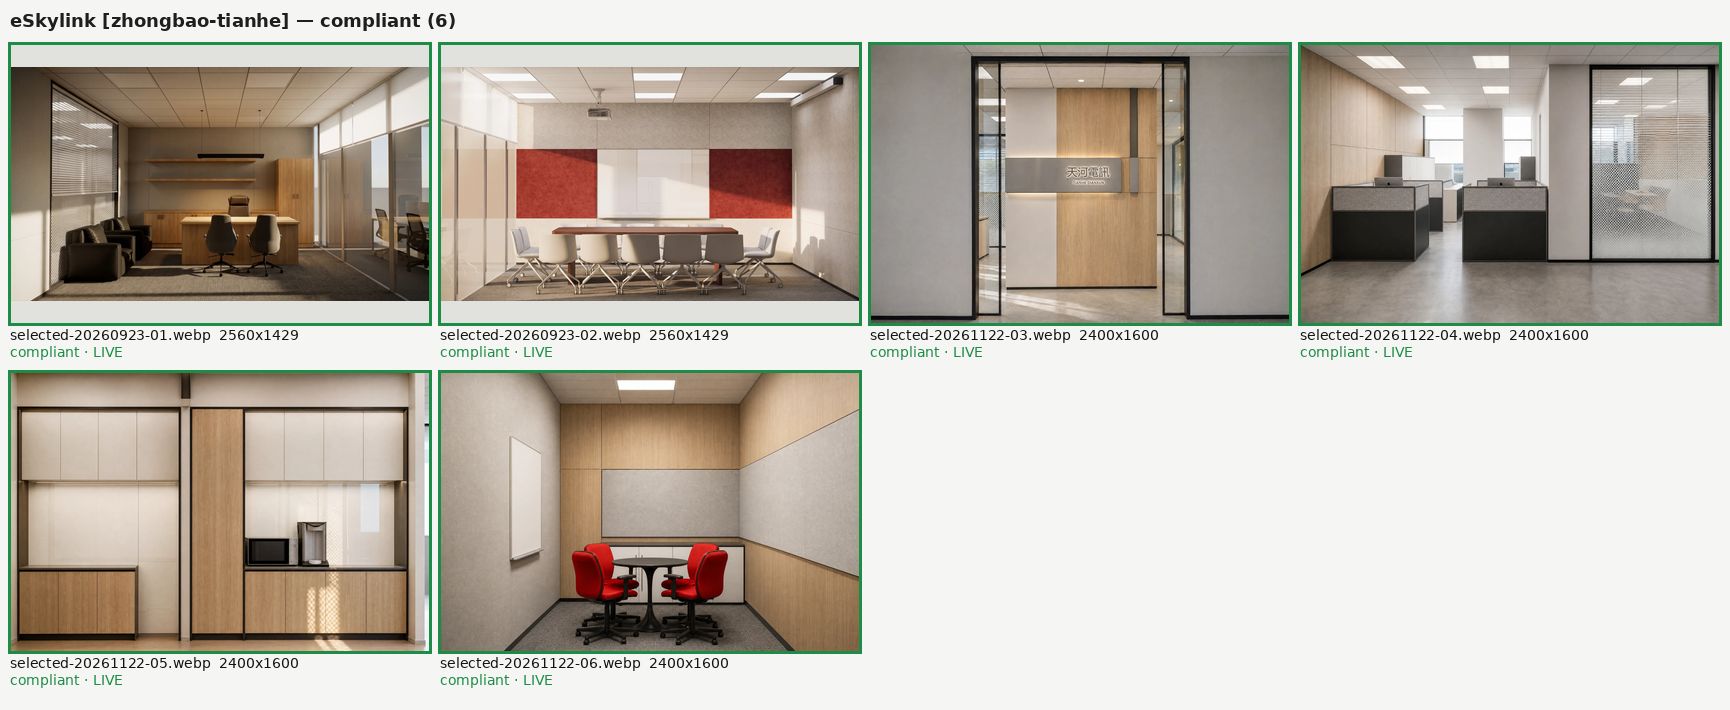 eSkylink [zhongbao-tianhe] — compliant (6)
selected-20260923-01.webp 2560x1429
compliant · LIVE
selected-20260923-02.webp 2560x1429
compliant · LIVE
天河電訊
selected-20261122-03.webp 2400x1600
compliant · LIVE
selected-20261122-04.webp 2400x1600
compliant · LIVE
selected-20261122-05.webp 2400x1600
compliant · LIVE
selected-20261122-06.webp 2400x1600
compliant · LIVE